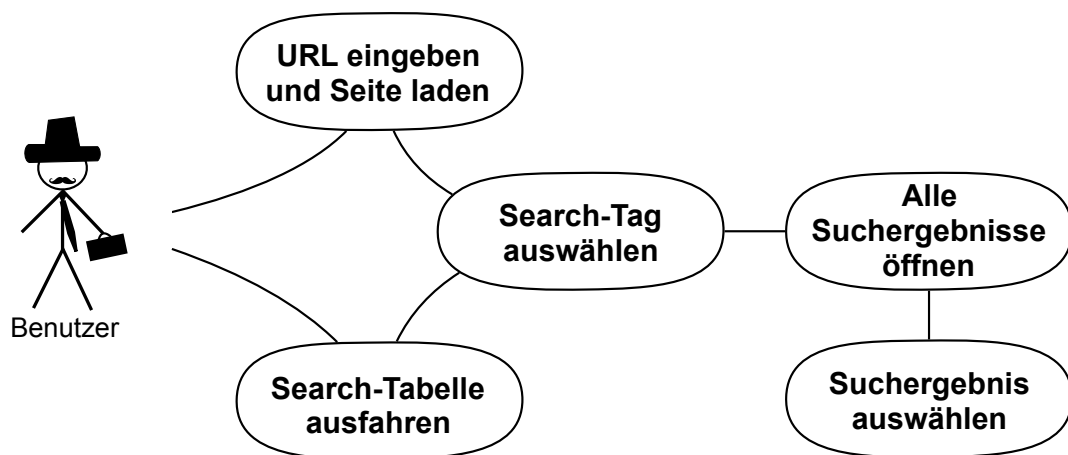 URL eingeben
und Seite laden
Search-Tag
auswählen
Alle
Suchergebnisse
öffnen
Benutzer
Search-Tabelle
ausfahren
Suchergebnis
auswählen